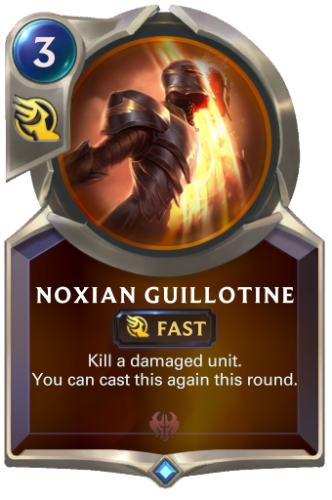 3
NOXIAN GUILLOTINE
FAST
Kill a damaged unit.
You can cast this again this round.